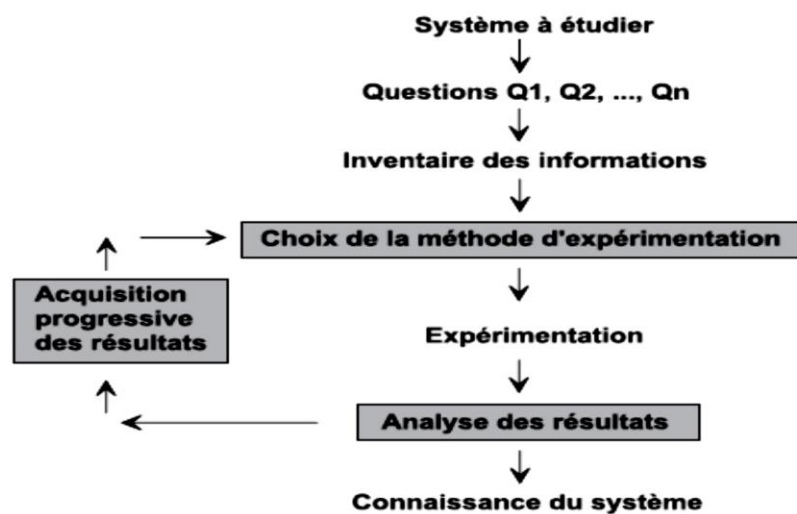 Système à étudier
Questions Q1, Q2, ..., Qn
Inventaire des informations
Choix de la méthode d'expérimentation
Acquisition
progressive
des résultats
Expérimentation
Analyse des résultats
Connaissance du système